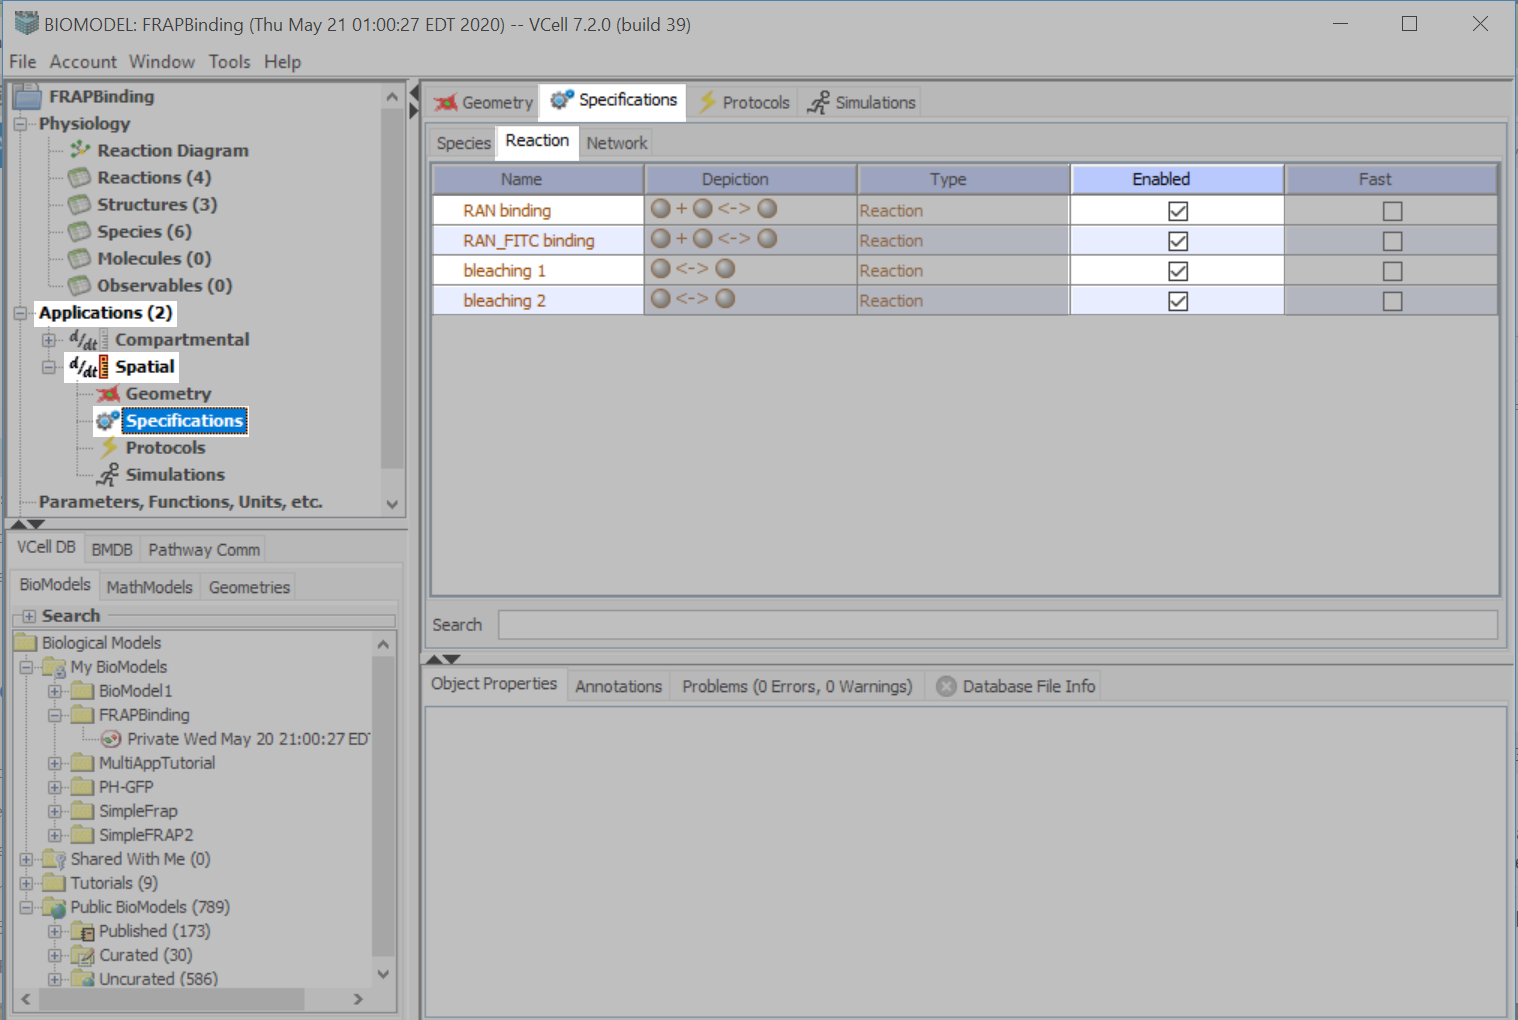 BIOMODEL: FRAPBinding (Thu May 21 01:00:27 EDT 2020) -- VCell 7.2.0 (build 39)
File Account Window Tools Help
FRAPBinding
Physiology
Reaction Diagram
Reactions (4)
Structures (3)
Species (6)
Molecules (0)
Observables (0)
Applications (2)
d/dt Compartmental
d/dt Spatial
Geometry
Specifications
Protocols
Simulations
Parameters, Functions, Units, etc.
VCell DB BMDB Pathway Comm
BioModels MathModels Geometries
Search
Biological Models
My BioModels
BioModel1
FRAPBinding
Private Wed May 20 21:00:27 ED
MultiAppTutorial
PH-GFP
SimpleFrap
SimpleFRAP2
Shared With Me (0)
Tutorials (9)
Public BioModels (789)
Published (173)
Curated (30)
Uncurated (586)
Geometry Specifications Protocols Simulations
Species Reaction Network
Name Depiction Type Enabled Fast
RAN binding + <-> Reaction
RAN_FITC binding + <-> Reaction
bleaching 1 <-> Reaction
bleaching 2 <-> Reaction
Search
Object Properties Annotations Problems (0 Errors, 0 Warnings) Database File Info